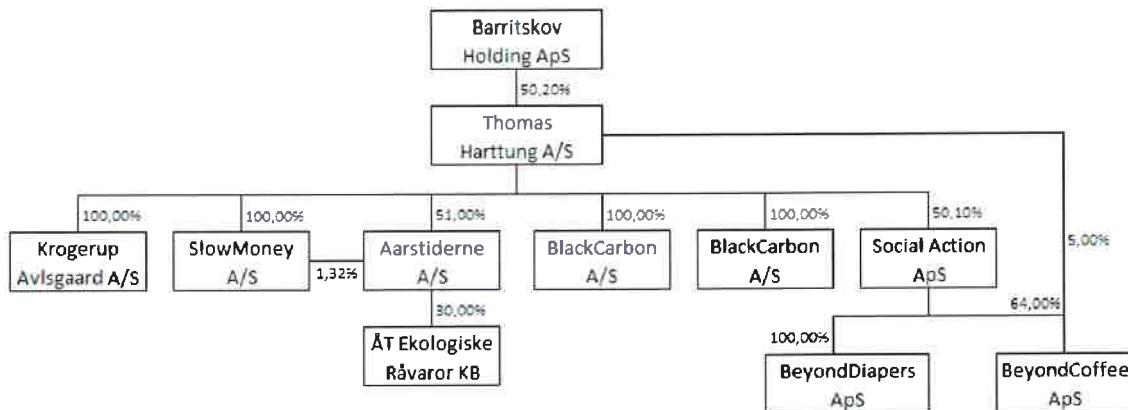 Barritskov
Holding ApS
50,20%
Thomas
Harttung A/S
100,00%
100,00%
51,00%
100,00%
100,00%
50,10%
5,00%
Krogerup
Avlsgaard A/S
SlowMoney
A/S
1,32%
Aarstiderne
A/S
BlackCarbon
A/S
BlackCarbon
A/S
Social Action
ApS
30,00%
64,00%
ÅT Ekologiske
Råvaror KB
100,00%
BeyondDiapers
ApS
BeyondCoffee
ApS